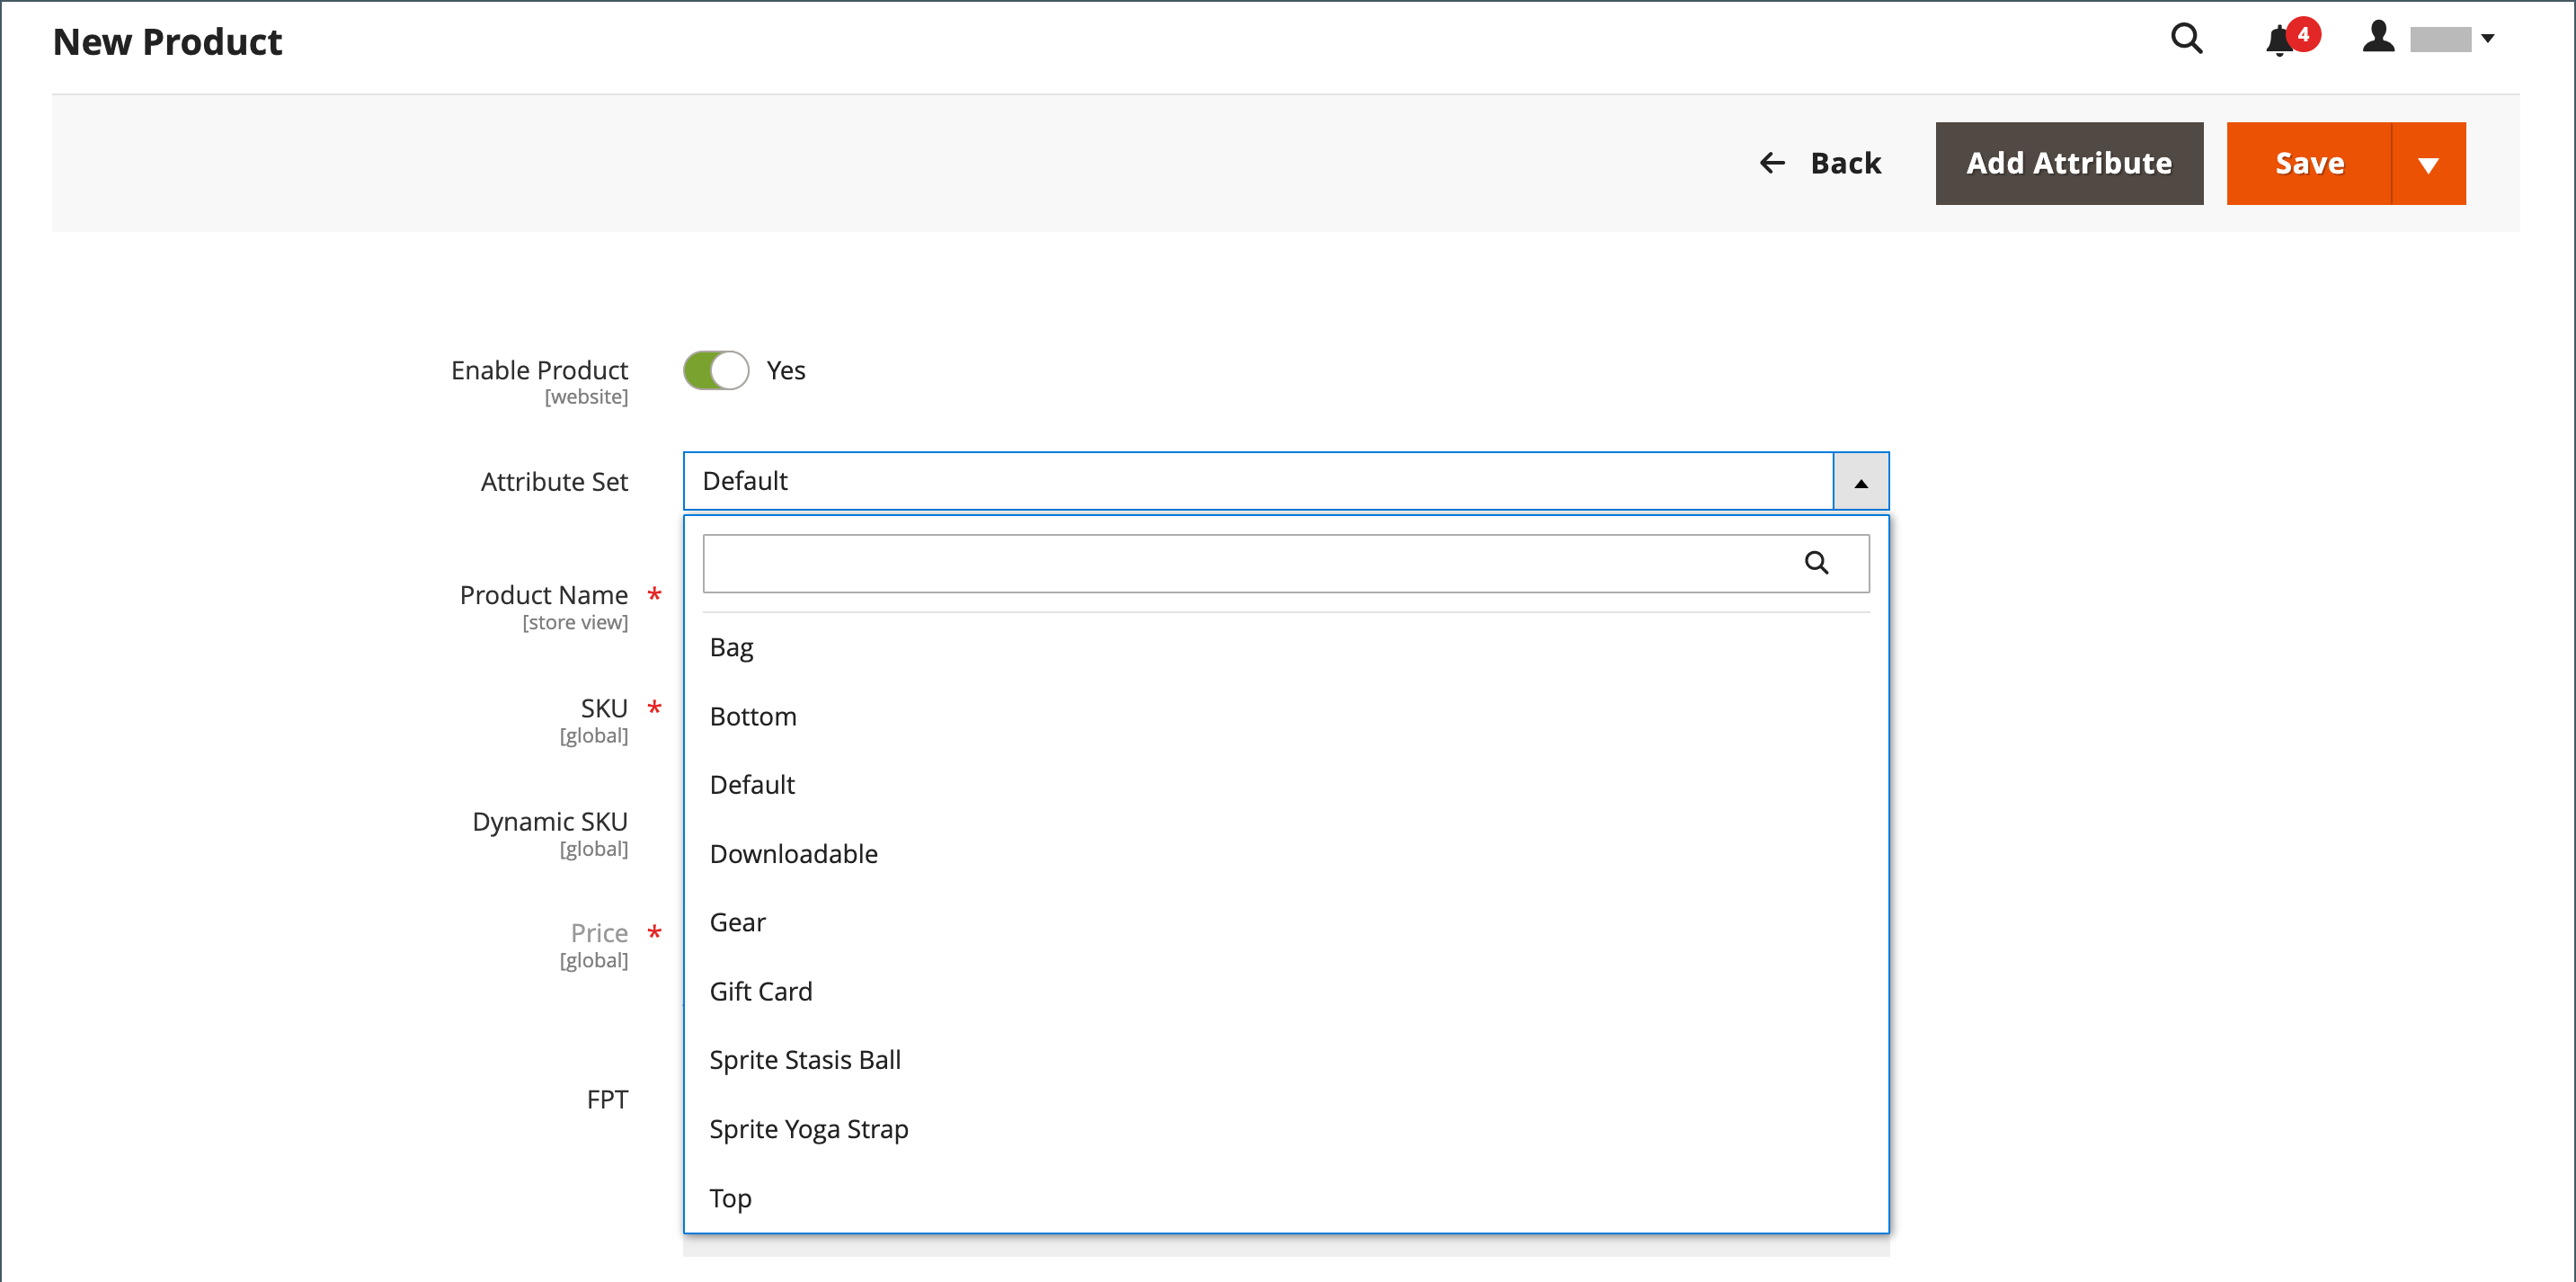 New Product
4
Back
Add Attribute
Save
Enable Product
Yes
[website]
Attribute Set
Default
Product Name *
[store view]
SKU *
[global]
Dynamic SKU
[global]
Price *
[global]
FPT
Bag
Bottom
Default
Downloadable
Gear
Gift Card
Sprite Stasis Ball
Sprite Yoga Strap
Top